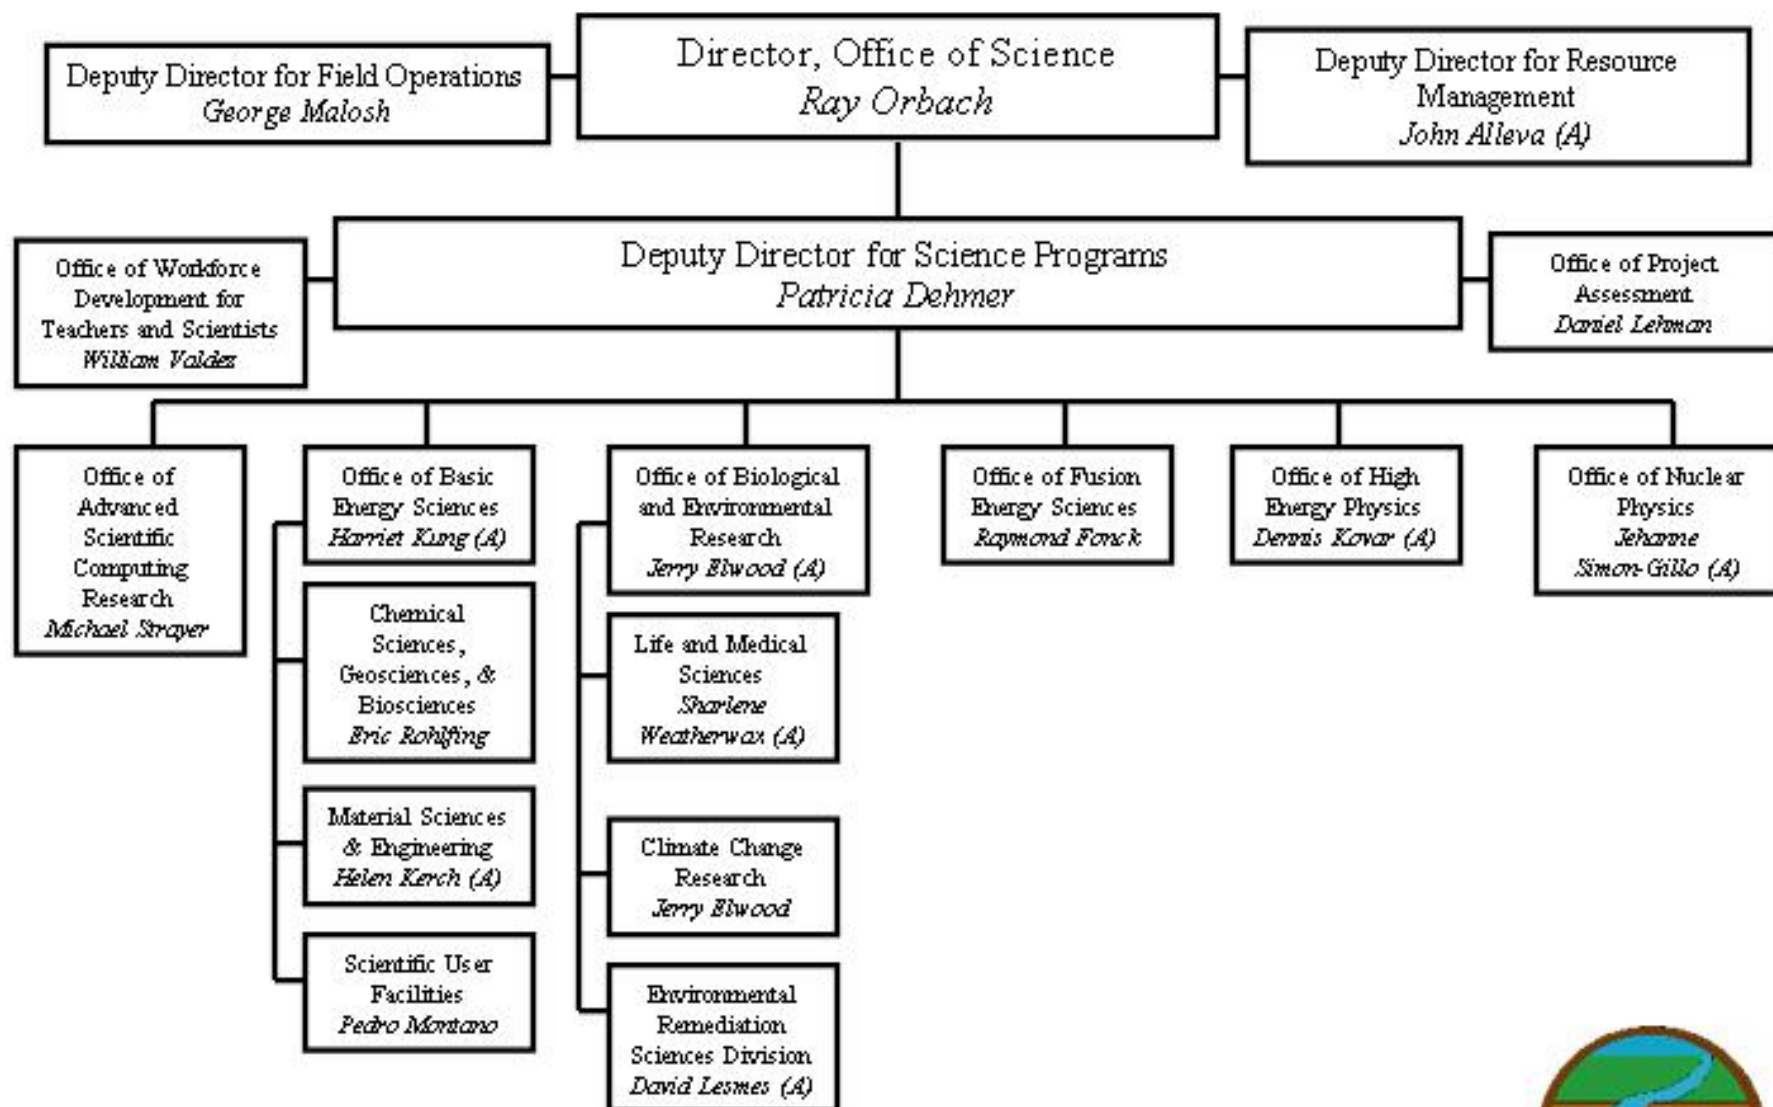 Director, Office of Science
Ray Orbach
Deputy Director for Field Operations
George Malosh
Deputy Director for Resource
Management
John Alleva (A)
Deputy Director for Science Programs
Patricia Dehmer
Office of Workforce
Development for
Teachers and Scientists
William Valdez
Office of Project
Assessment
Daniel Lehman
Office of
Advanced
Scientific
Computing
Research
Michael Strayer
Office of Basic
Energy Sciences
Harriet Kung (A)
Chemical
Sciences,
Geosciences, &
Biosciences
Eric Rohlfing
Material Sciences
& Engineering
Helen Kerch (A)
Scientific User
Facilities
Pedro Montano
Office of Biological
and Environmental
Research
Jerry Elwood (A)
Life and Medical
Sciences
Sharlene
Weatherwax (A)
Climate Change
Research
Jerry Elwood
Environmental
Remediation
Sciences Division
David Lesmes (A)
Office of Fusion
Energy Sciences
Raymond Fonck
Office of High
Energy Physics
Dennis Kovar (A)
Office of Nuclear
Physics
Jehanne
Simon-Gillo (A)